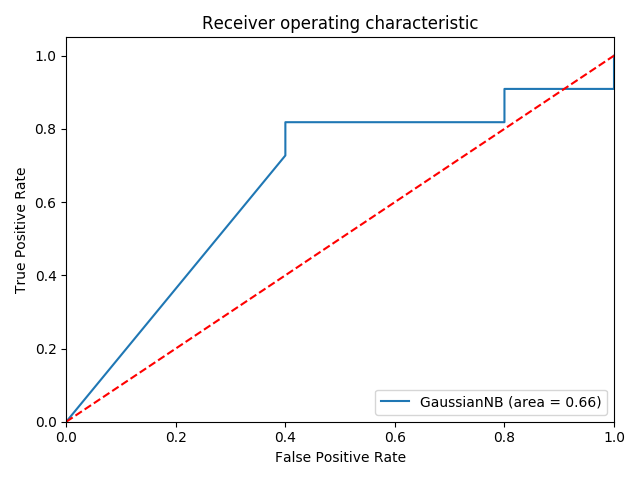 Receiver operating characteristic
1.0
0.8
0.6
0.4
0.2
0.0
True Positive Rate
GaussianNB (area = 0.66)
0.0 0.2 0.4 0.6 0.8 1.0
False Positive Rate